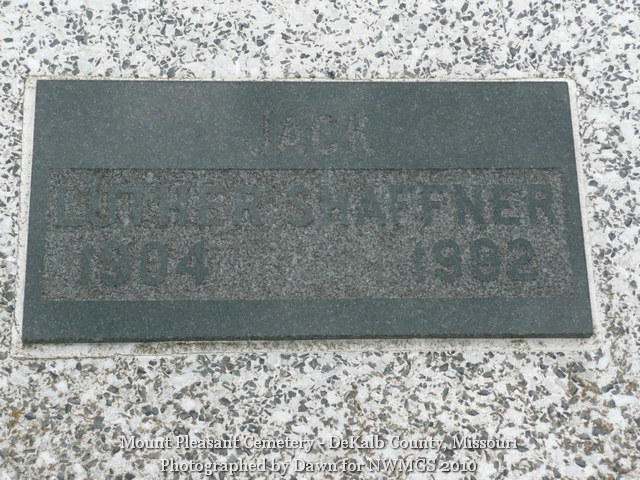 JACK
LUTHER SHAFFNER
1904 1992
Mount Pleasant Cemetery - DeKalb County, Missouri
Photographed by Dawn for NWMGS 2010